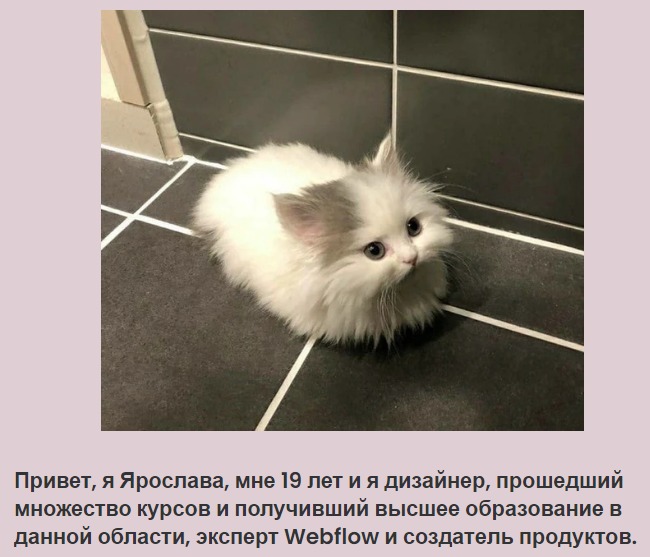 Привет, я Ярослава, мне 19 лет и я дизайнер, прошедший
множество курсов и получивший высшее образование в
данной области, эксперт Webflow и создатель продуктов.